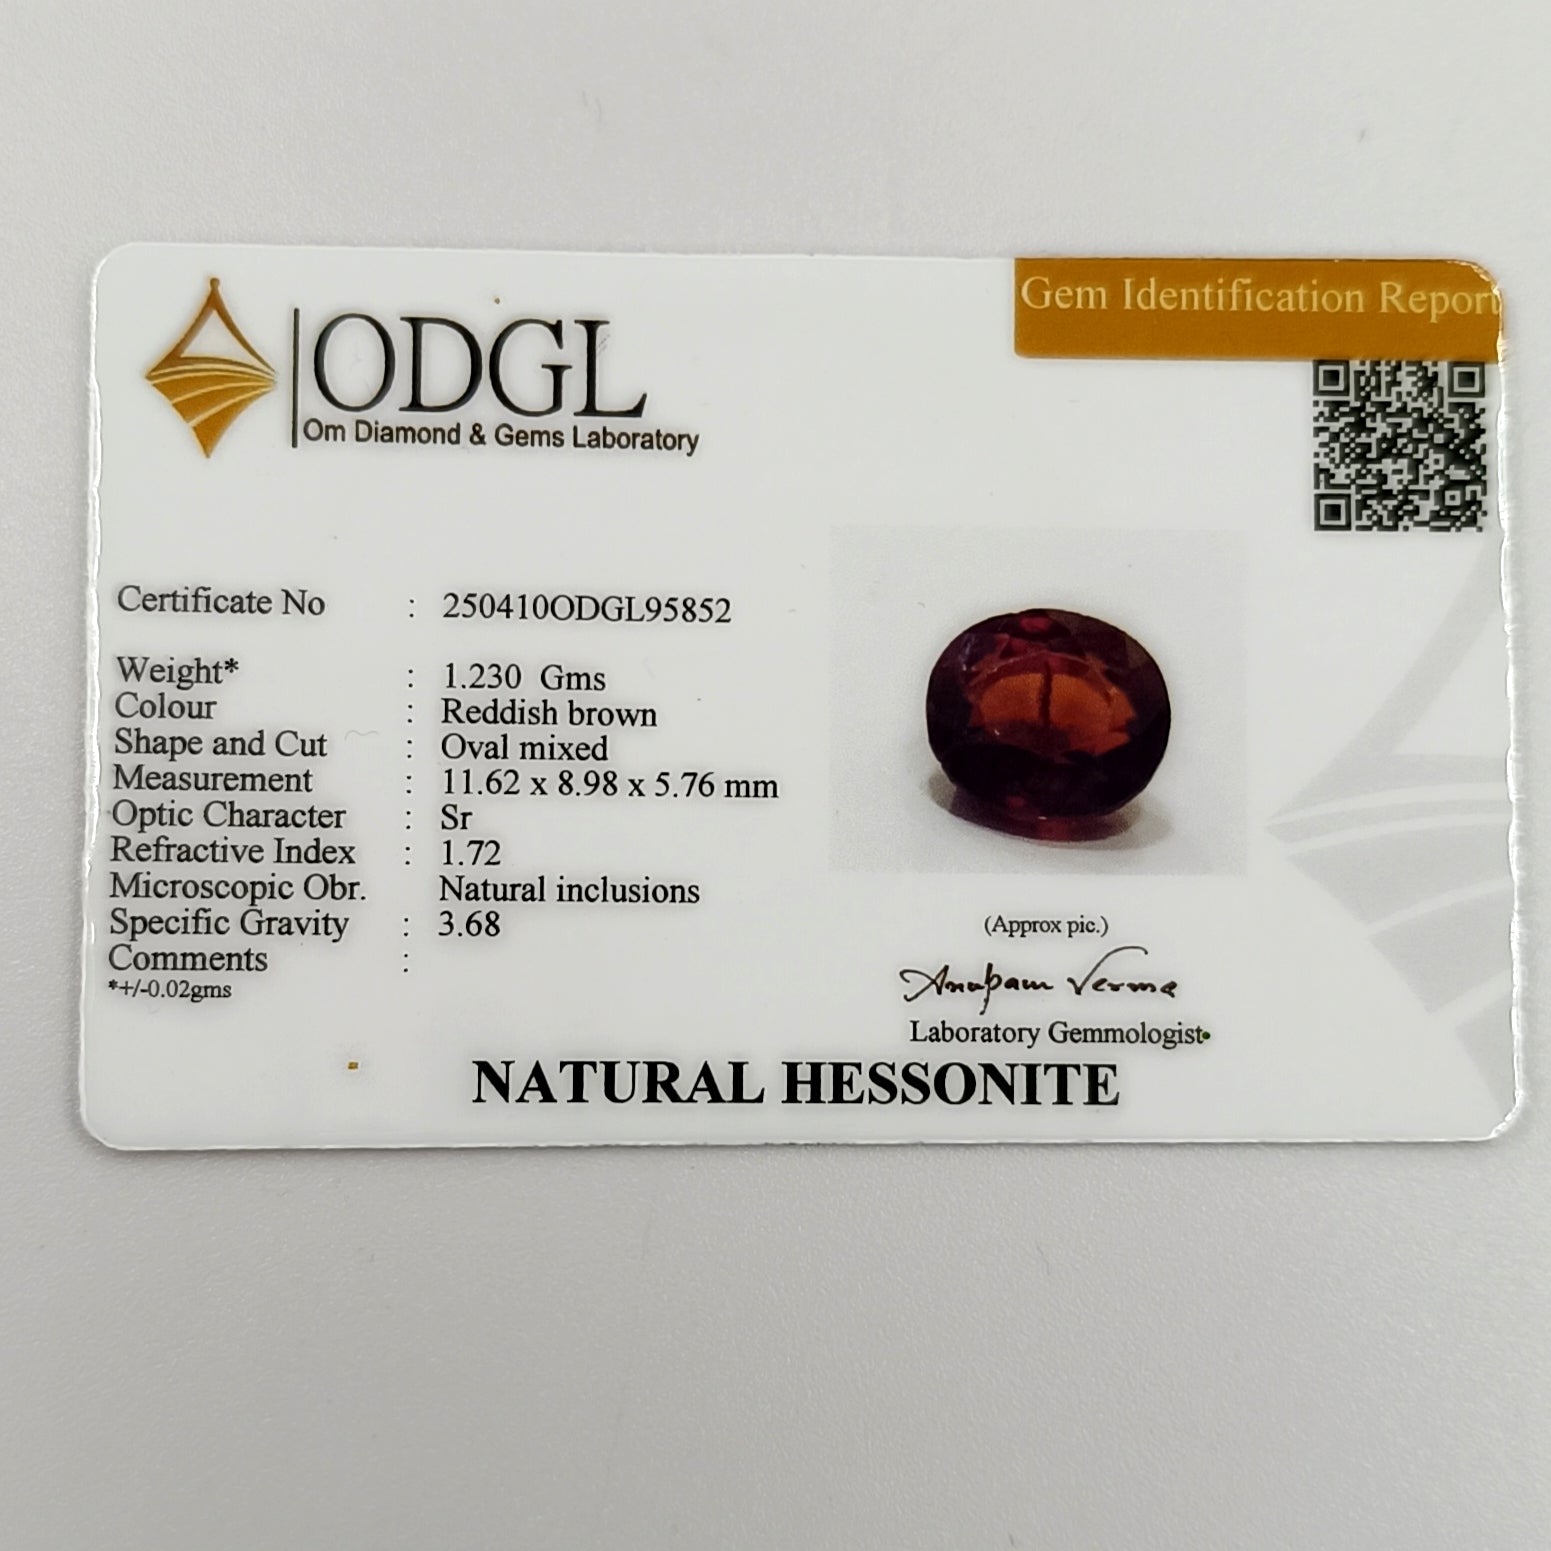 ODGL
Om Diamond & Gems Laboratory
Gem Identification Report
Certificate No : 250410ODGL95852
Weight* : 1.230 Gms
Colour : Reddish brown
Shape and Cut : Oval mixed
Measurement : 11.62 x 8.98 x 5.76 mm
Optic Character : Sr
Refractive Index : 1.72
Microscopic Obr. Natural inclusions
Specific Gravity : 3.68
Comments :
*+/-0.02gms
(Approx pic.)
Anupam Verma
Laboratory Gemmologist
NATURAL HESSONITE